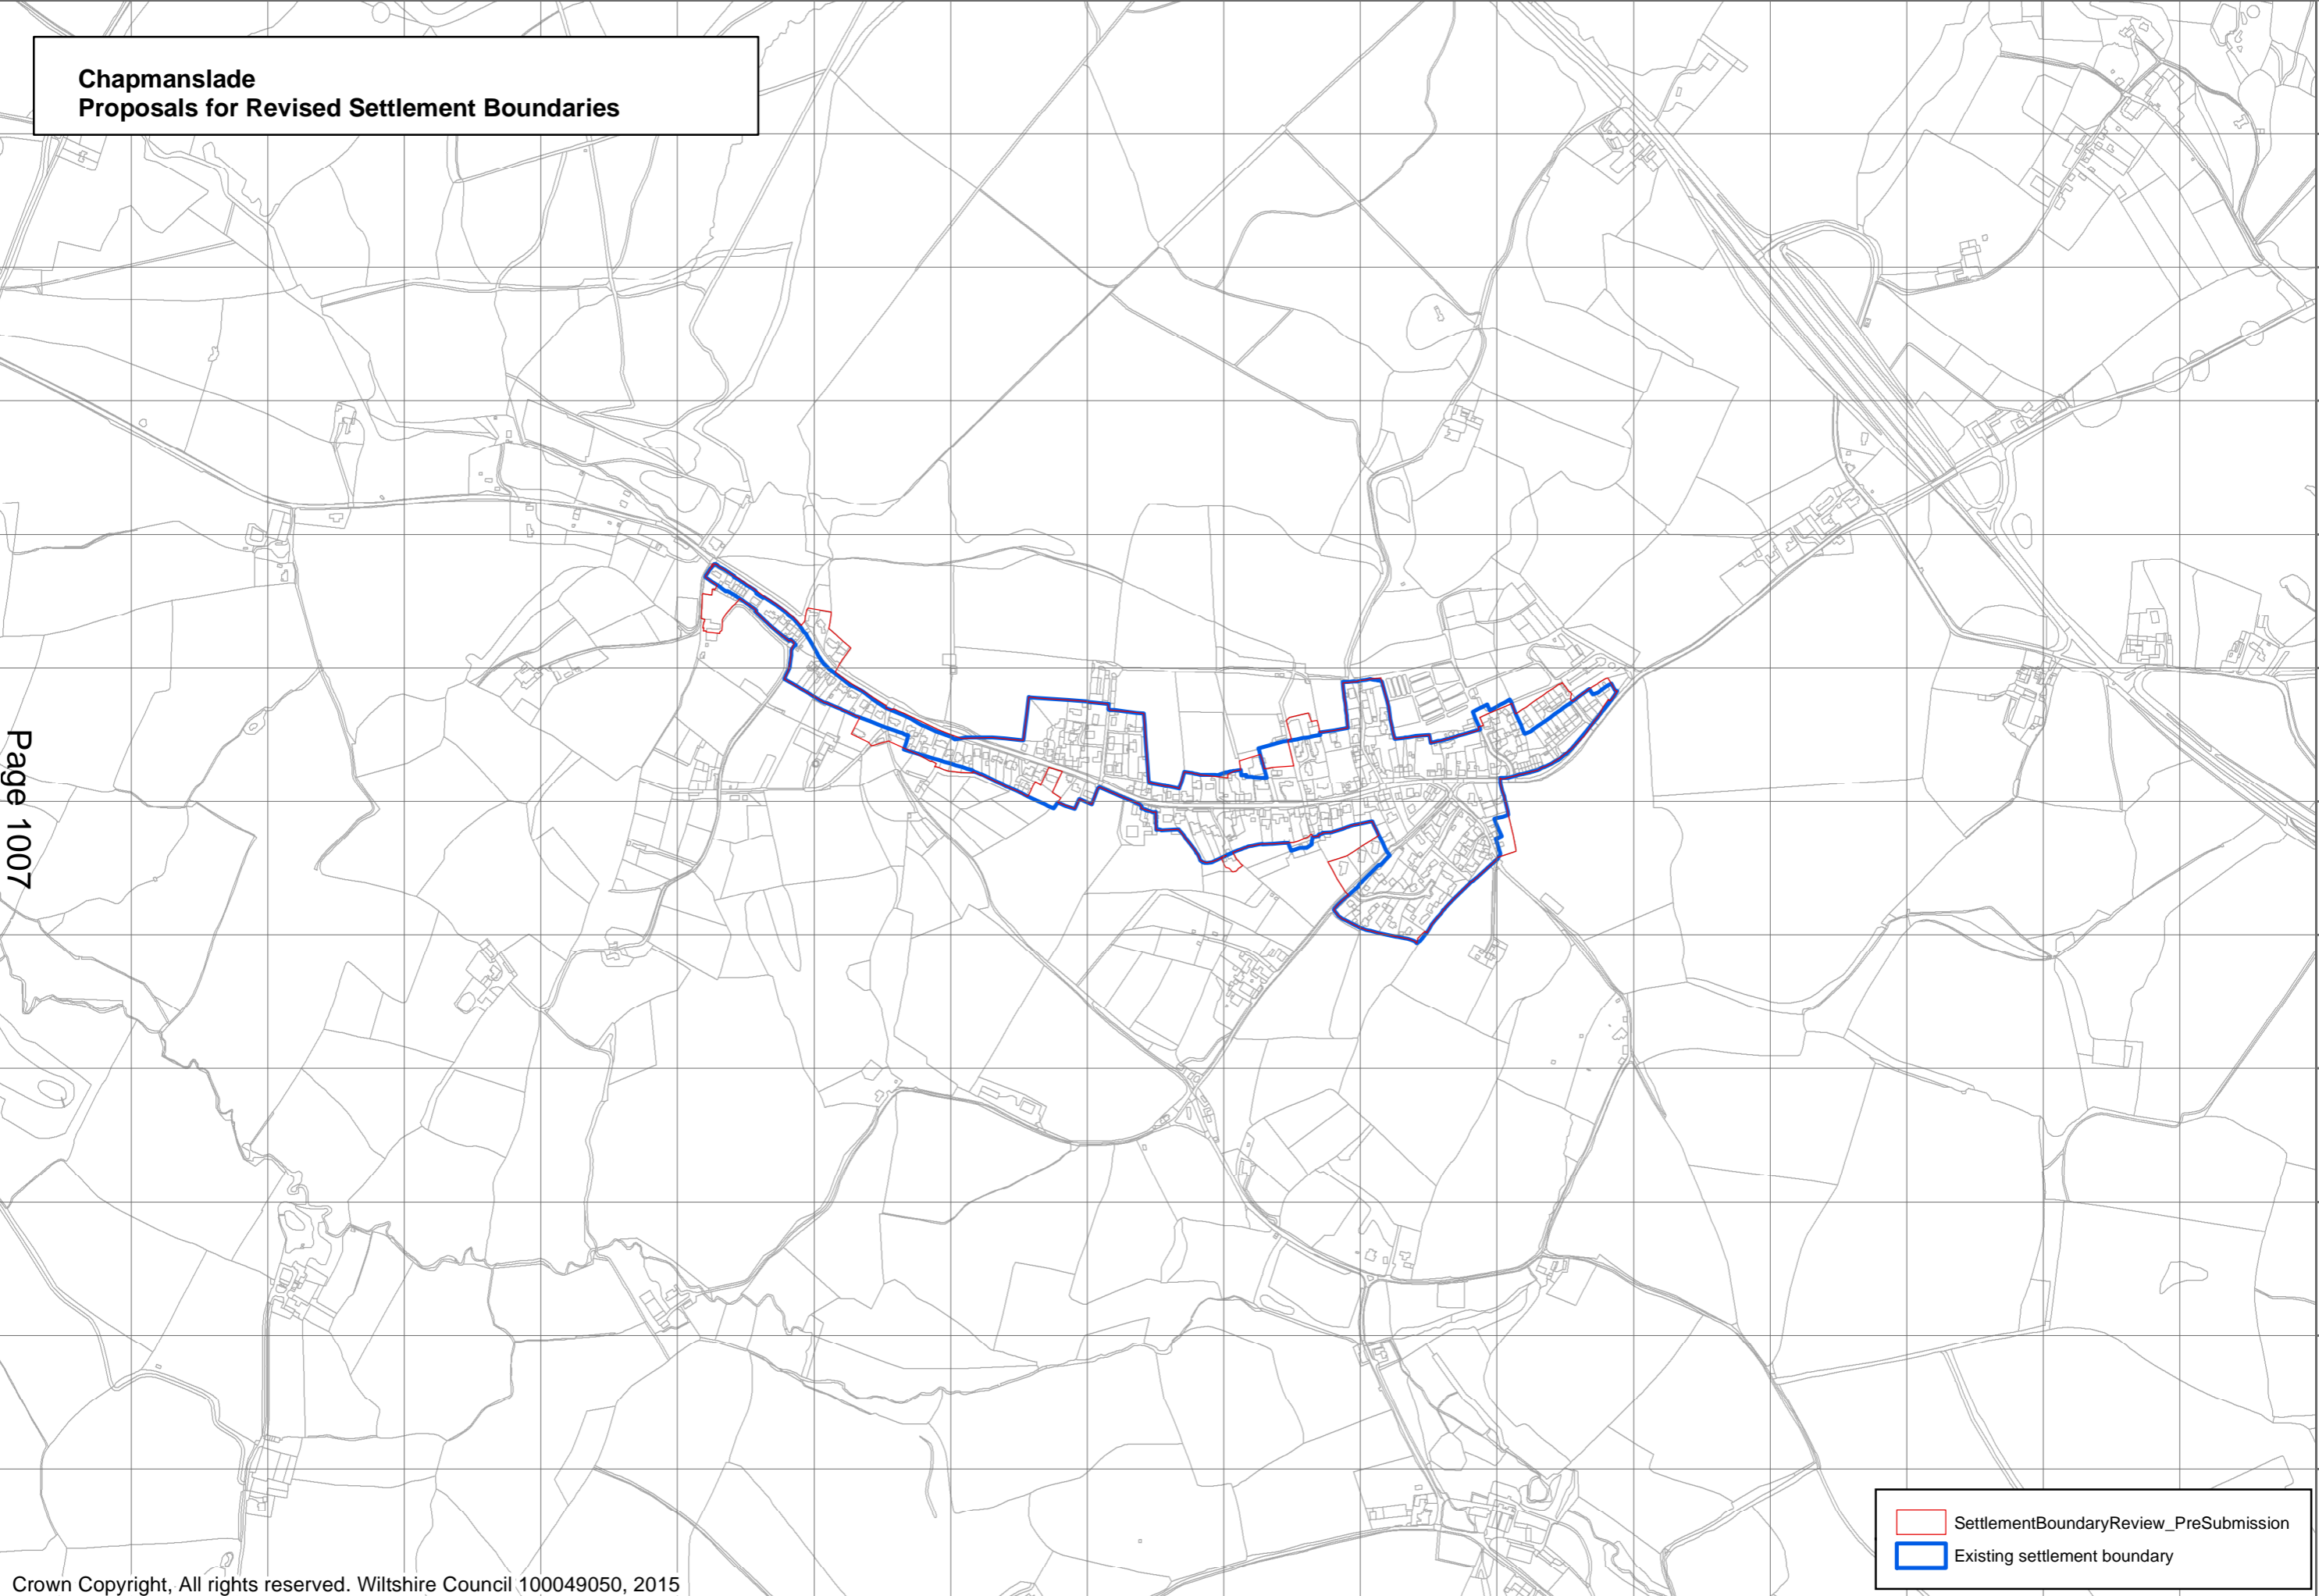 Chapmanslade
Proposals for Revised Settlement Boundaries
Page 1007
SettlementBoundaryReview_PreSubmission
Existing settlement boundary
Crown Copyright, All rights reserved. Wiltshire Council 100049050, 2015